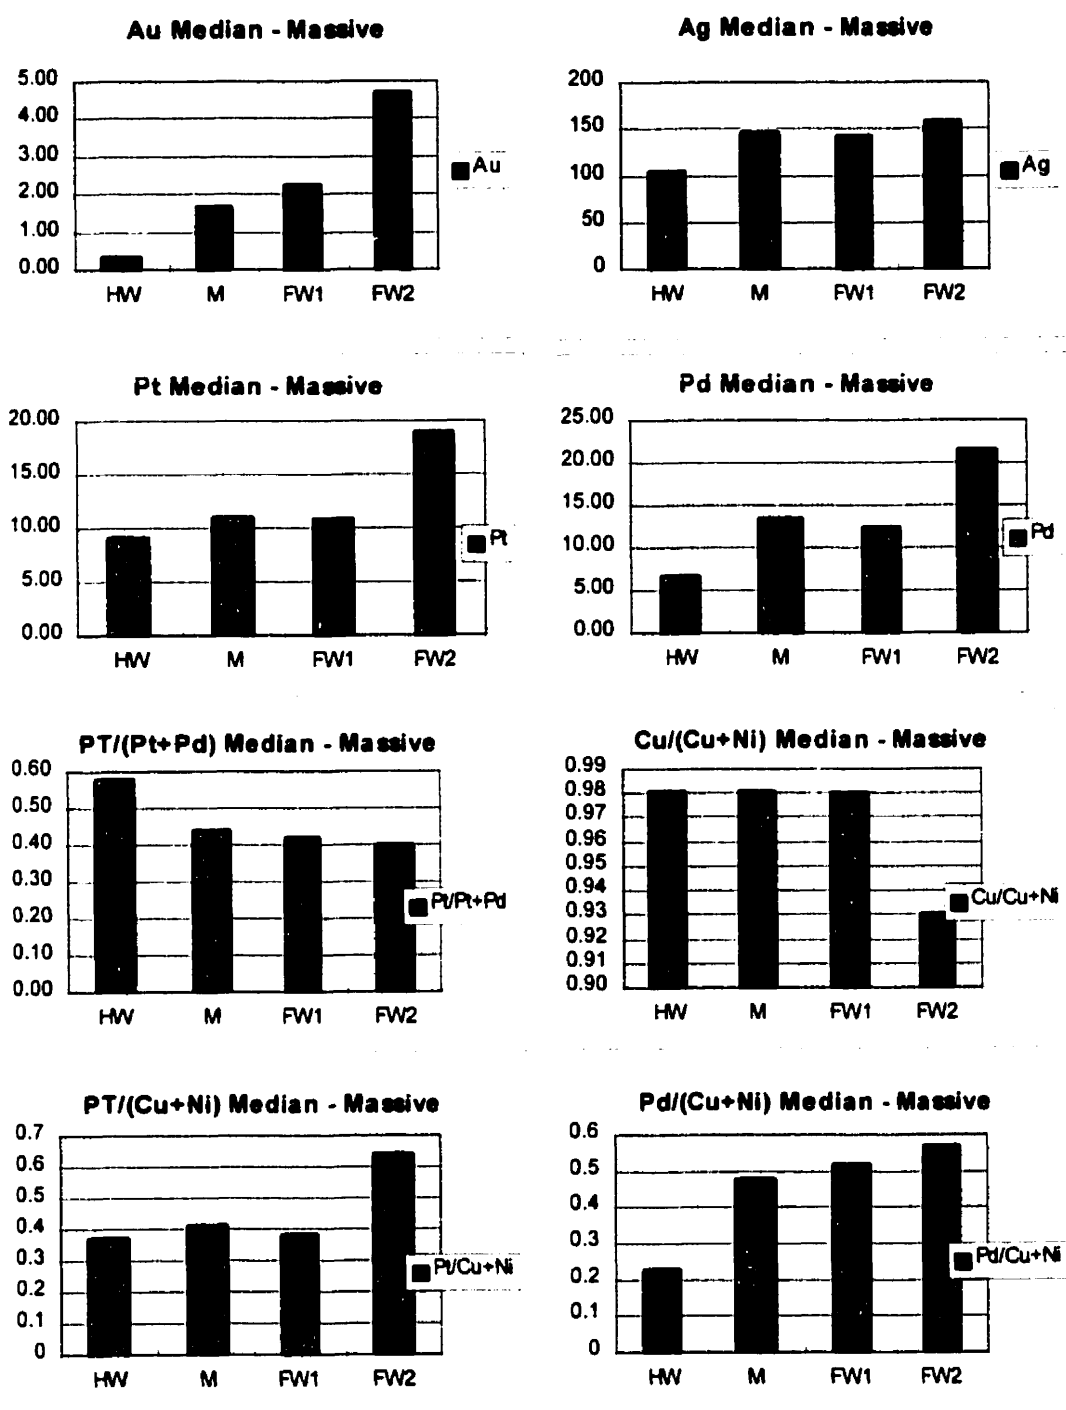 Au Median - Massive
5.00
4.00
3.00
2.00
1.00
0.00
HW M FW1 FW2
Au
Ag Median - Massive
200
150
100
50
0
HW M FW1 FW2
Ag
Pt Median - Massive
20.00
15.00
10.00
5.00
0.00
HW M FW1 FW2
Pt
Pd Median - Massive
25.00
20.00
15.00
10.00
5.00
0.00
HW M FW1 FW2
Pd
PT/(Pt+Pd) Median - Massive
0.60
0.50
0.40
0.30
0.20
0.10
0.00
HW M FW1 FW2
Pt/Pt+Pd
Cu/(Cu+Ni) Median - Massive
0.99
0.98
0.97
0.96
0.95
0.94
0.93
0.92
0.91
0.90
HW M FW1 FW2
Cu/Cu+Ni
PT/(Cu+Ni) Median - Massive
0.7
0.6
0.5
0.4
0.3
0.2
0.1
0
HW M FW1 FW2
Pt/Cu+Ni
Pd/(Cu+Ni) Median - Massive
0.6
0.5
0.4
0.3
0.2
0.1
0
HW M FW1 FW2
Pd/Cu+Ni